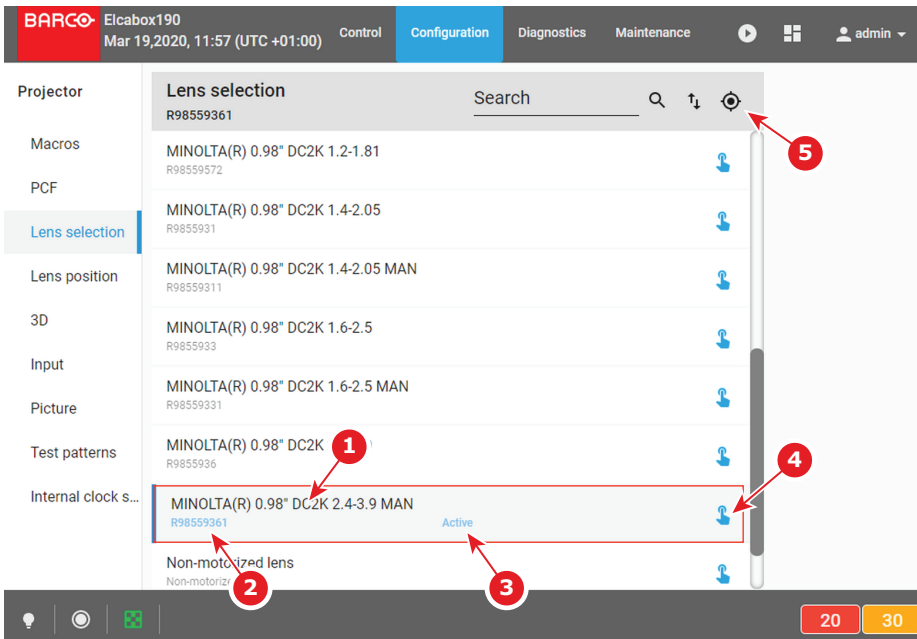 BARCO
Elcabox190
Mar 19,2020, 11:57 (UTC +01:00)
Control
Configuration
Diagnostics
Maintenance
admin
Projector
Macros
PCF
Lens selection
Lens position
3D
Input
Picture
Test patterns
Internal clock s...
Lens selection
R98559361
Search
5
MINOLTA(R) 0.98" DC2K 1.2-1.81
R98559572
MINOLTA(R) 0.98" DC2K 1.4-2.05
R9855931
MINOLTA(R) 0.98" DC2K 1.4-2.05 MAN
R98559311
MINOLTA(R) 0.98" DC2K 1.6-2.5
R9855933
MINOLTA(R) 0.98" DC2K 1.6-2.5 MAN
R98559331
MINOLTA(R) 0.98" DC2K
R9855936
1
4
MINOLTA(R) 0.98" DC2K 2.4-3.9 MAN
R98559361
Active
Non-motorized lens
Non-motorize
2
3
20
30